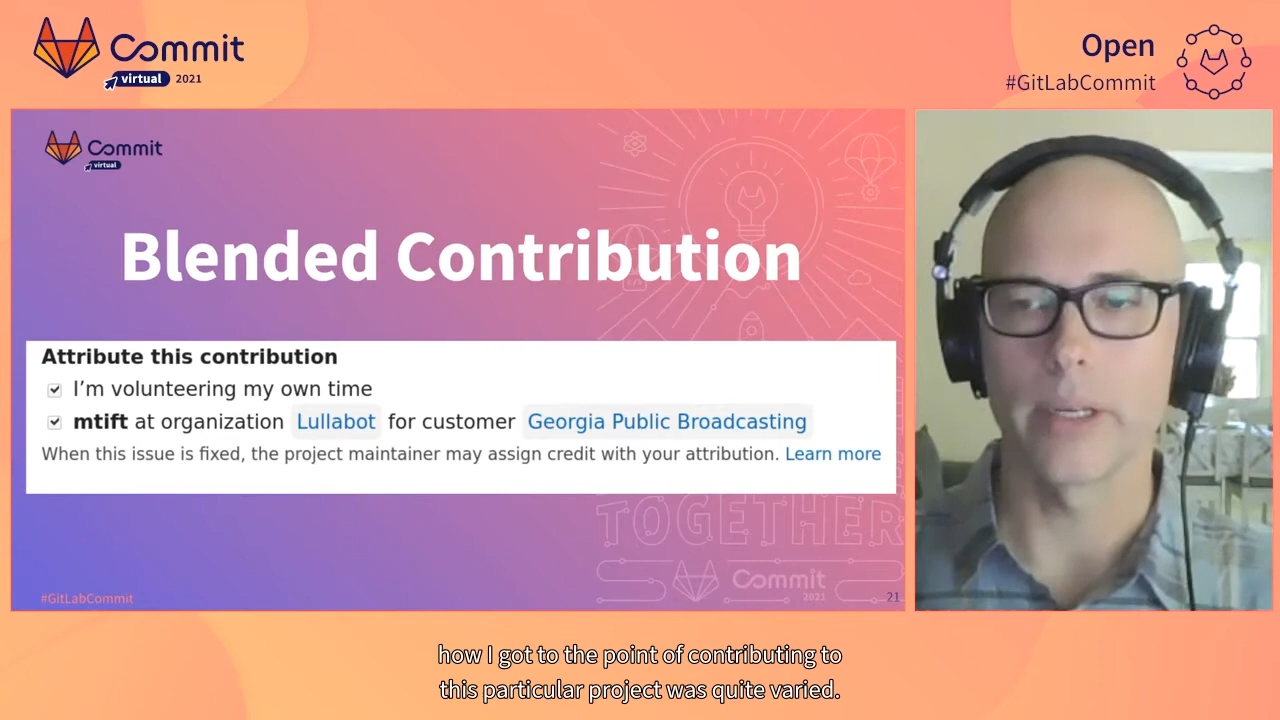 Commit
virtual 2021
Open
#GitLabCommit
Commit
virtual
Blended Contribution
Attribute this contribution
I’m volunteering my own time
mtift at organization Lullabot for customer Georgia Public Broadcasting
When this issue is fixed, the project maintainer may assign credit with your attribution. Learn more
TOGETHER
Commit
2021
#GitLabCommit
21
how I got to the point of contributing to
this particular project was quite varied.